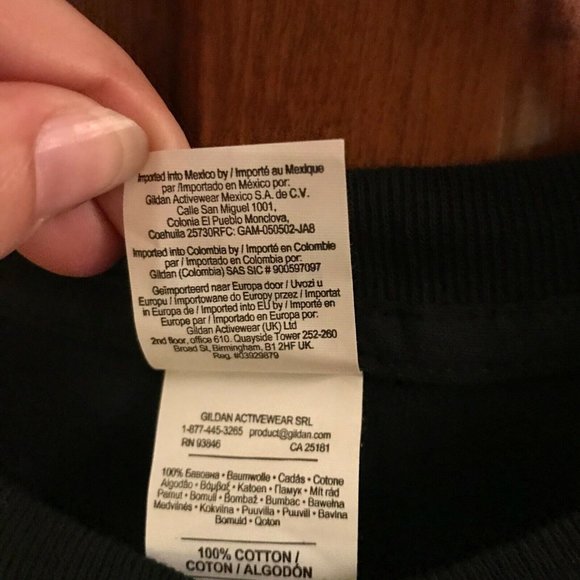 Imported into Mexico by / Importé au Mexique
par /Importado en México por:
Gildan Activewear Mexico S.A. de C.V.
Calle San Miguel 1001,
Colonia El Pueblo Monclova,
Coahuila 25730RFC: GAM-050502-JA8
Imported into Colombia by / Importé en Colombie
par / Importado en Colombia por:
Gildan (Colombia) SAS SIC # 900597097
Geïmporteerd naar Europa door / Uvozi u
Europu / Importowane do Europy przez / Importat
in Europa de / Imported into EU by / Importé en
Europe par / Importado en Europa por:
Gildan Activewear (UK) Ltd
2nd floor, office 610. Quayside Tower 252-260
Broad St, Birmingham, B1 2HF UK.
Reg. #03929879
GILDAN ACTIVEWEAR SRL
1-877-445-3265 product@gildan.com
RN 93846 CA 25181
100% Бавовна • Baumwolle • Cadás • Cotone
Algodão • Βάμβαξ • Katoen • Памук • Mit rád
Pamut • Bomull • Bombaž • Bumbac • Bawełna
Medvilnės • Kokvilna • Puuvilla • Puuvill • Bavlna
Bomuld • Qoton
100% COTTON /
COTON / ALGODÓN